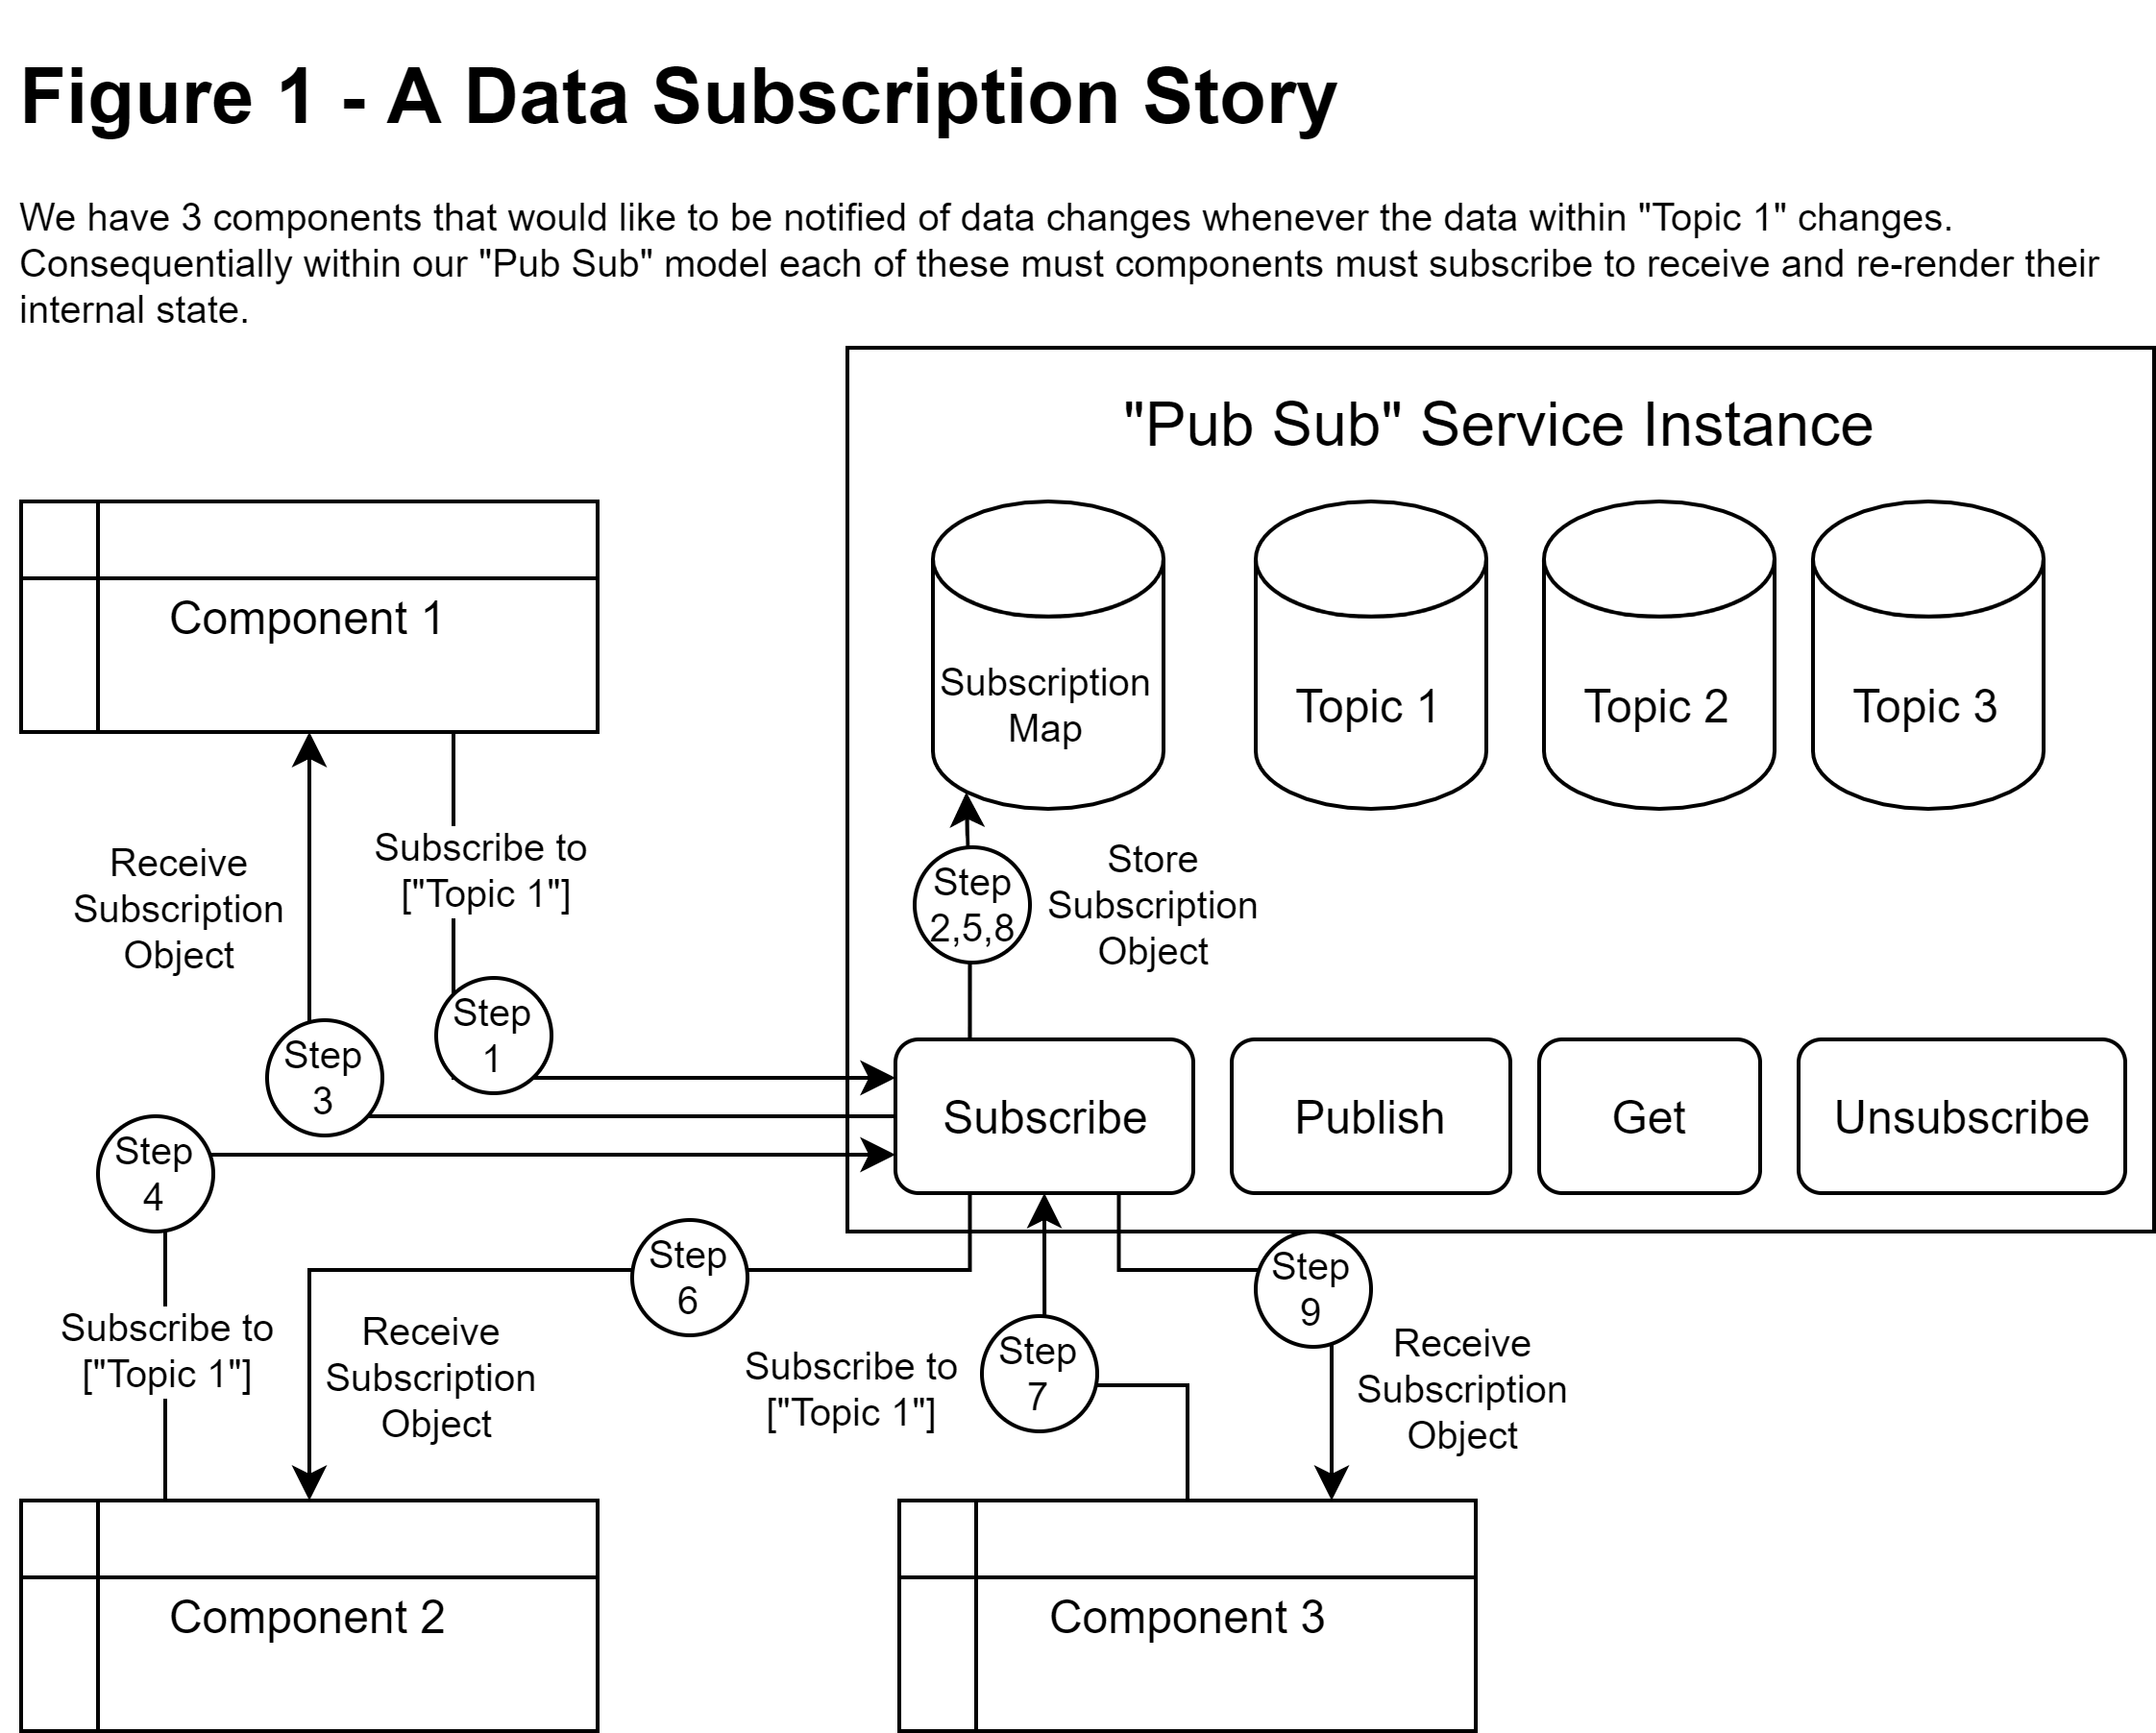 Figure 1 - A Data Subscription Story
We have 3 components that would like to be notified of data changes whenever the data within "Topic 1" changes.
Consequentially within our "Pub Sub" model each of these must components must subscribe to receive and re-render their
internal state.
"Pub Sub" Service Instance
Component 1
Subscription
Map
Topic 1
Topic 2
Topic 3
Receive
Subscription
Object
Subscribe to
["Topic 1"]
Step
2,5,8
Store
Subscription
Object
Step
1
Step
3
Step
4
Subscribe
Publish
Get
Unsubscribe
Step
6
Step
9
Subscribe to
["Topic 1"]
Receive
Subscription
Object
Subscribe to
["Topic 1"]
Step
7
Receive
Subscription
Object
Component 2
Component 3